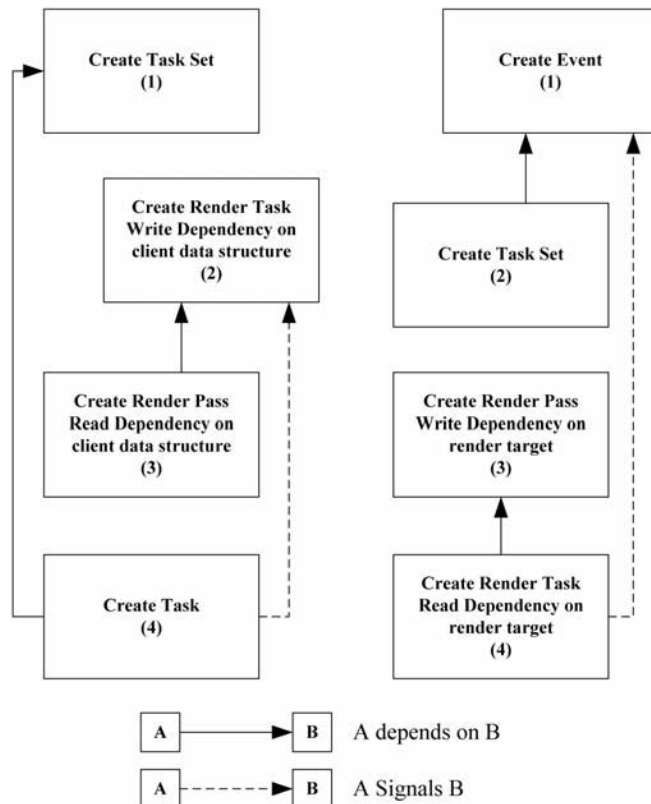 Create Task Set
(1)
Create Event
(1)
Create Render Task
Write Dependency on
client data structure
(2)
Create Task Set
(2)
Create Render Pass
Read Dependency on
client data structure
(3)
Create Render Pass
Write Dependency on
render target
(3)
Create Task
(4)
Create Render Task
Read Dependency on
render target
(4)
A B A depends on B
A B A Signals B